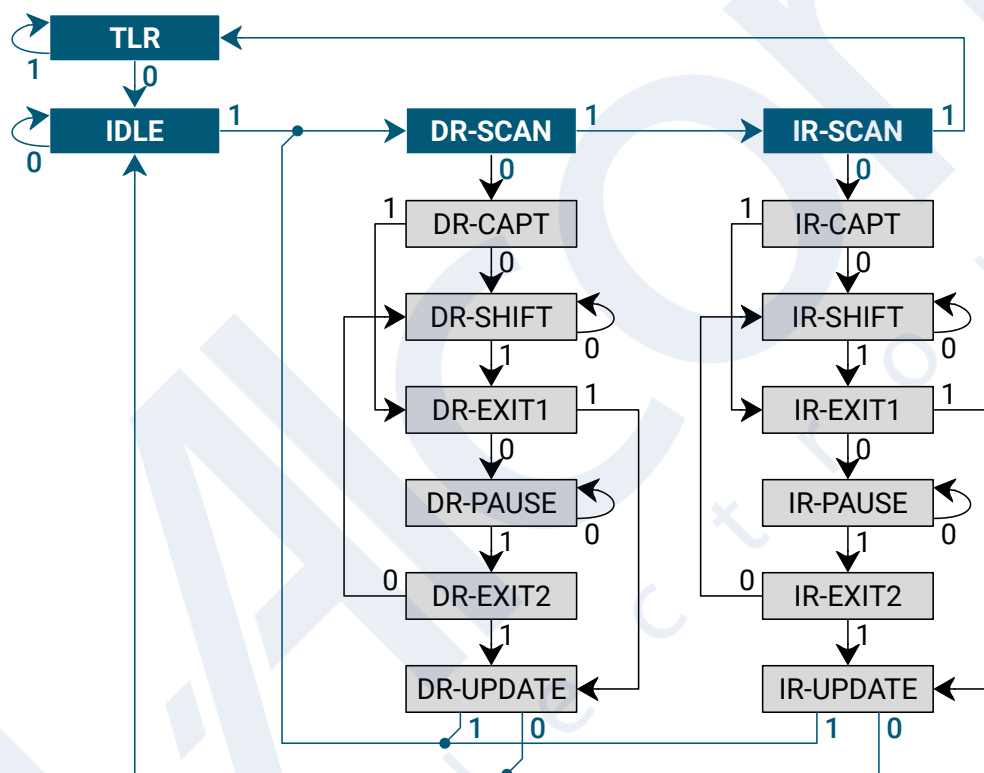 TLR
1
0
IDLE
1
DR-SCAN
1
IR-SCAN
1
0
0
0
1
DR-CAPT
1
IR-CAPT
0
0
DR-SHIFT
IR-SHIFT
0
0
1
1
DR-EXIT1
1
IR-EXIT1
1
0
0
DR-PAUSE
IR-PAUSE
0
0
1
1
0
DR-EXIT2
0
IR-EXIT2
1
1
DR-UPDATE
IR-UPDATE
1
0
1
0